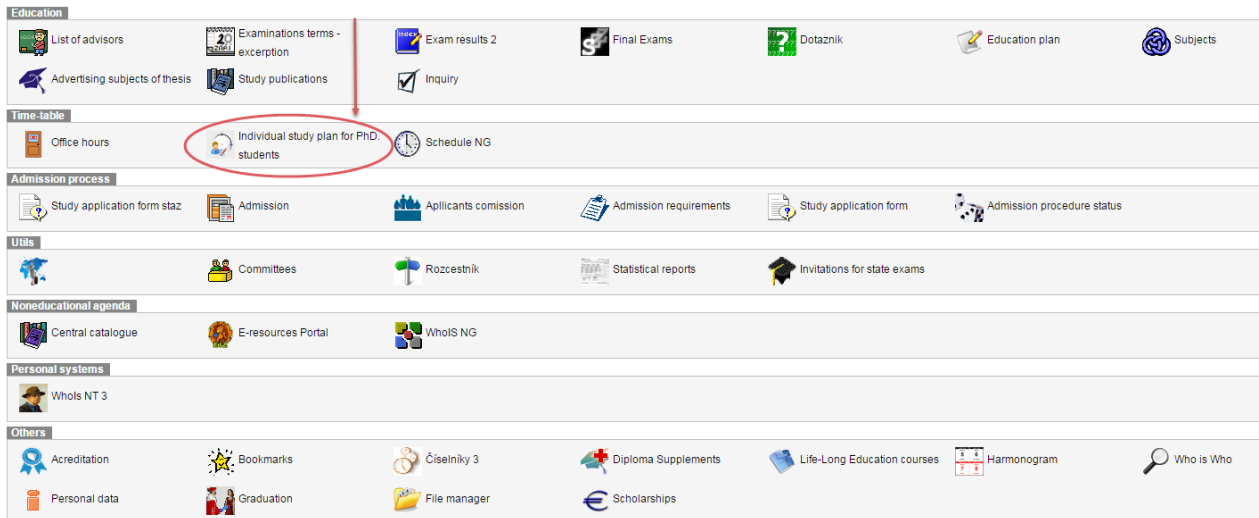 Education
List of advisors
Examinations terms -
excerption
Exam results 2
Final Exams
Dotaznik
Education plan
Subjects
Advertising subjects of thesis
Study publications
Inquiry
Time-table
Office hours
Individual study plan for PhD.
students
Schedule NG
Admission process
Study application form staz
Admission
Apllicants comission
Admission requirements
Study application form
Admission procedure status
Utils
Committees
Rozcestník
Statistical reports
Invitations for state exams
Noneducational agenda
Central catalogue
E-resources Portal
WhoIS NG
Personal systems
WhoIs NT 3
Others
Acreditation
Bookmarks
Číselníky 3
Diploma Supplements
Life-Long Education courses
Harmonogram
Who is Who
Personal data
Graduation
File manager
Scholarships